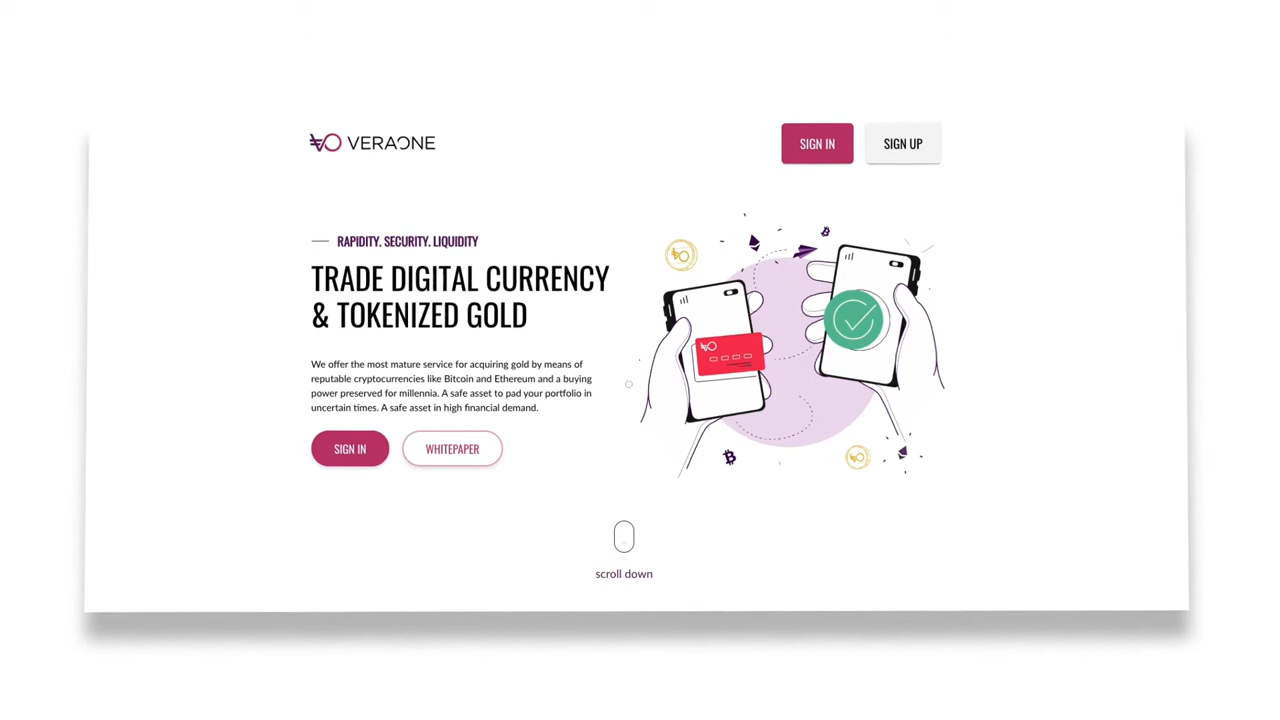 VERAONE
SIGN IN
SIGN UP
RAPIDITY. SECURITY. LIQUIDITY
TRADE DIGITAL CURRENCY
& TOKENIZED GOLD
We offer the most mature service for acquiring gold by means of
reputable cryptocurrencies like Bitcoin and Ethereum and a buying
power preserved for millennia. A safe asset to pad your portfolio in
uncertain times. A safe asset in high financial demand.
SIGN IN
WHITEPAPER
scroll down